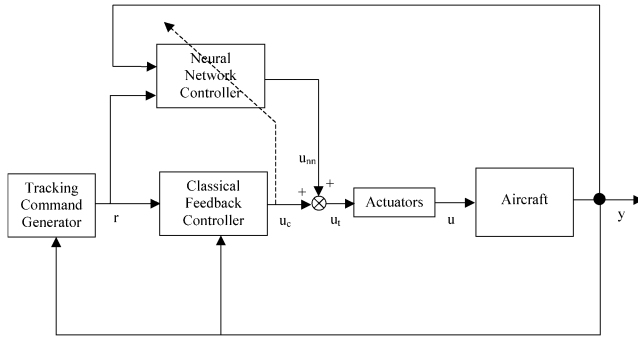 Neural
Network
Controller
u_nn
+
+
Tracking
Command
Generator
r
Classical
Feedback
Controller
u_c
u_t
Actuators
u
Aircraft
y